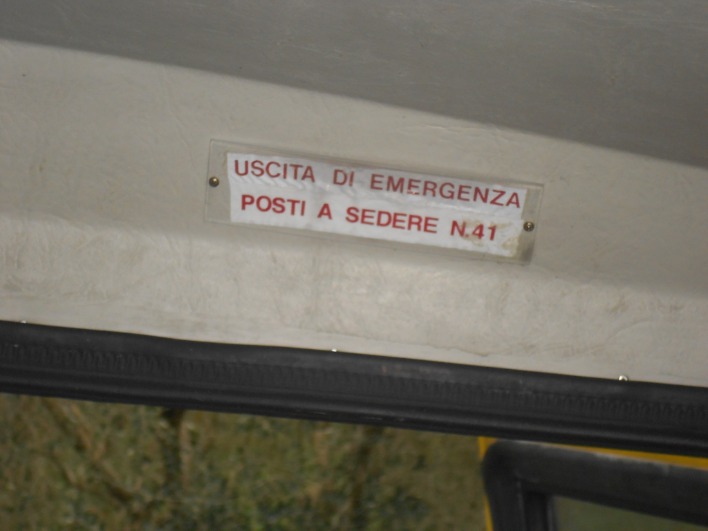 USCITA DI EMERGENZA
POSTI A SEDERE N.41